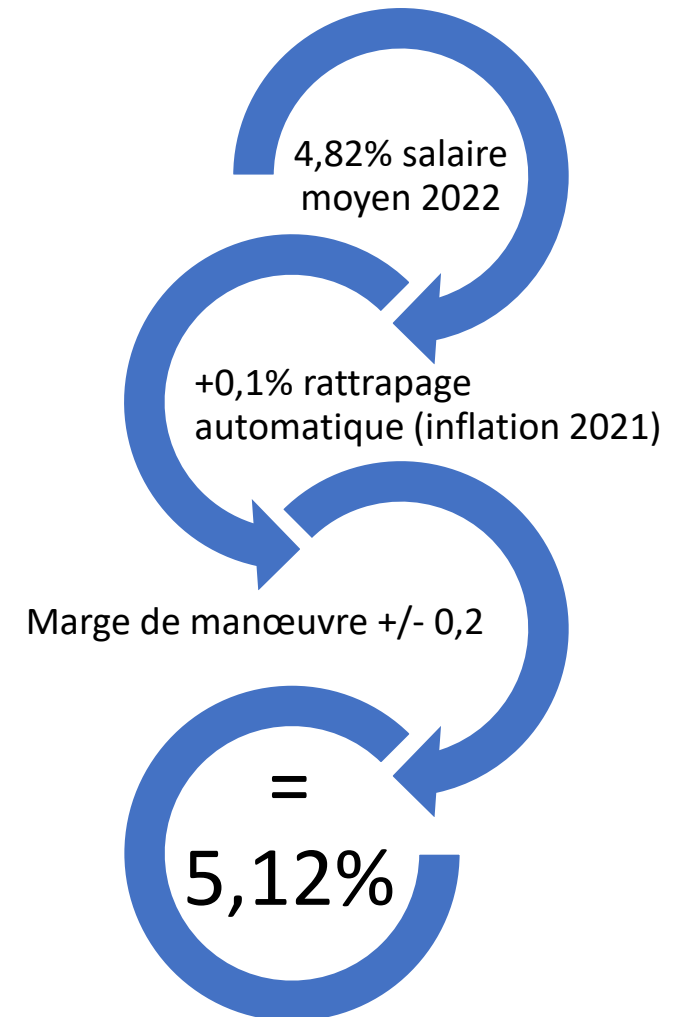 4,82% salaire
moyen 2022
+0,1% rattrapage
automatique (inflation 2021)
Marge de manœuvre +/- 0,2
=
5,12%